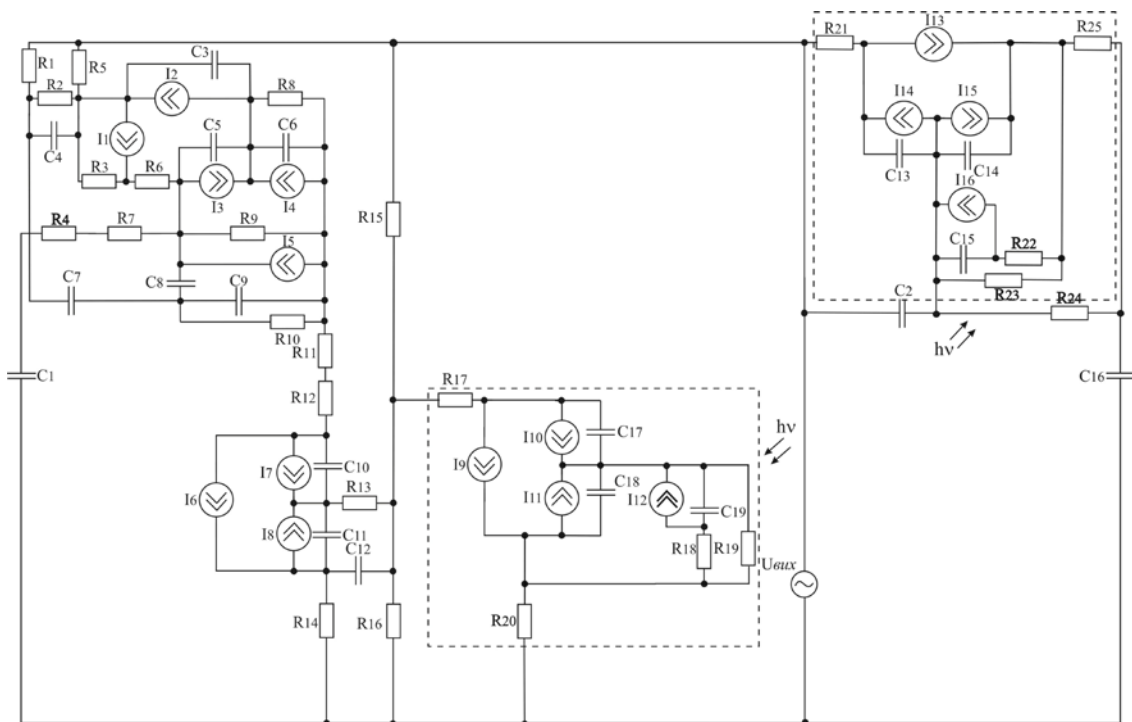 R21
I13
R25
R1
R5
C3
I2
R2
R8
I14
I15
C5
C6
I1
C4
C13
C14
R3
R6
I3
I4
I16
R4
R7
R9
R15
I5
C15
R22
C7
C8
C9
R23
C2
R24
R10
hν
R11
C1
R12
R17
C16
I10
C17
hν
I9
I7
C10
R13
I11
C18
I12
C19
I6
I8
C11
C12
R18
R19
Uвих
R14
R16
R20